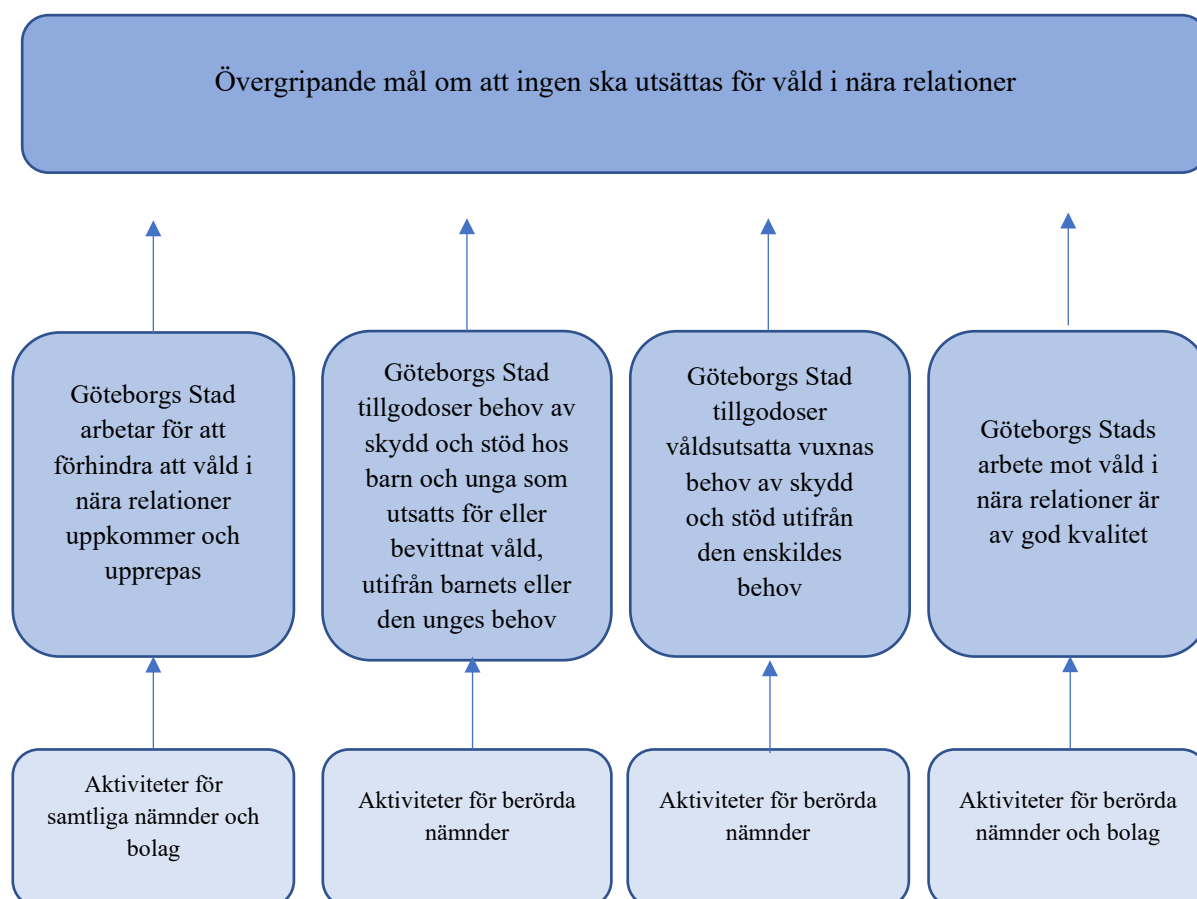 Övergripande mål om att ingen ska utsättas för våld i nära relationer
Göteborgs Stad
arbetar för att
förhindra att våld i
nära relationer
uppkommer och
upprepas
Göteborgs Stad
tillgodoser behov av
skydd och stöd hos
barn och unga som
utsatts för eller
bevittnat våld,
utifrån barnets eller
den unges behov
Göteborgs Stad
tillgodoser
våldsutsatta vuxnas
behov av skydd
och stöd utifrån
den enskildes
behov
Göteborgs Stads
arbete mot våld i
nära relationer är
av god kvalitet
Aktiviteter för
samtliga nämnder och
bolag
Aktiviteter för berörda
nämnder
Aktiviteter för berörda
nämnder
Aktiviteter för berörda
nämnder och bolag